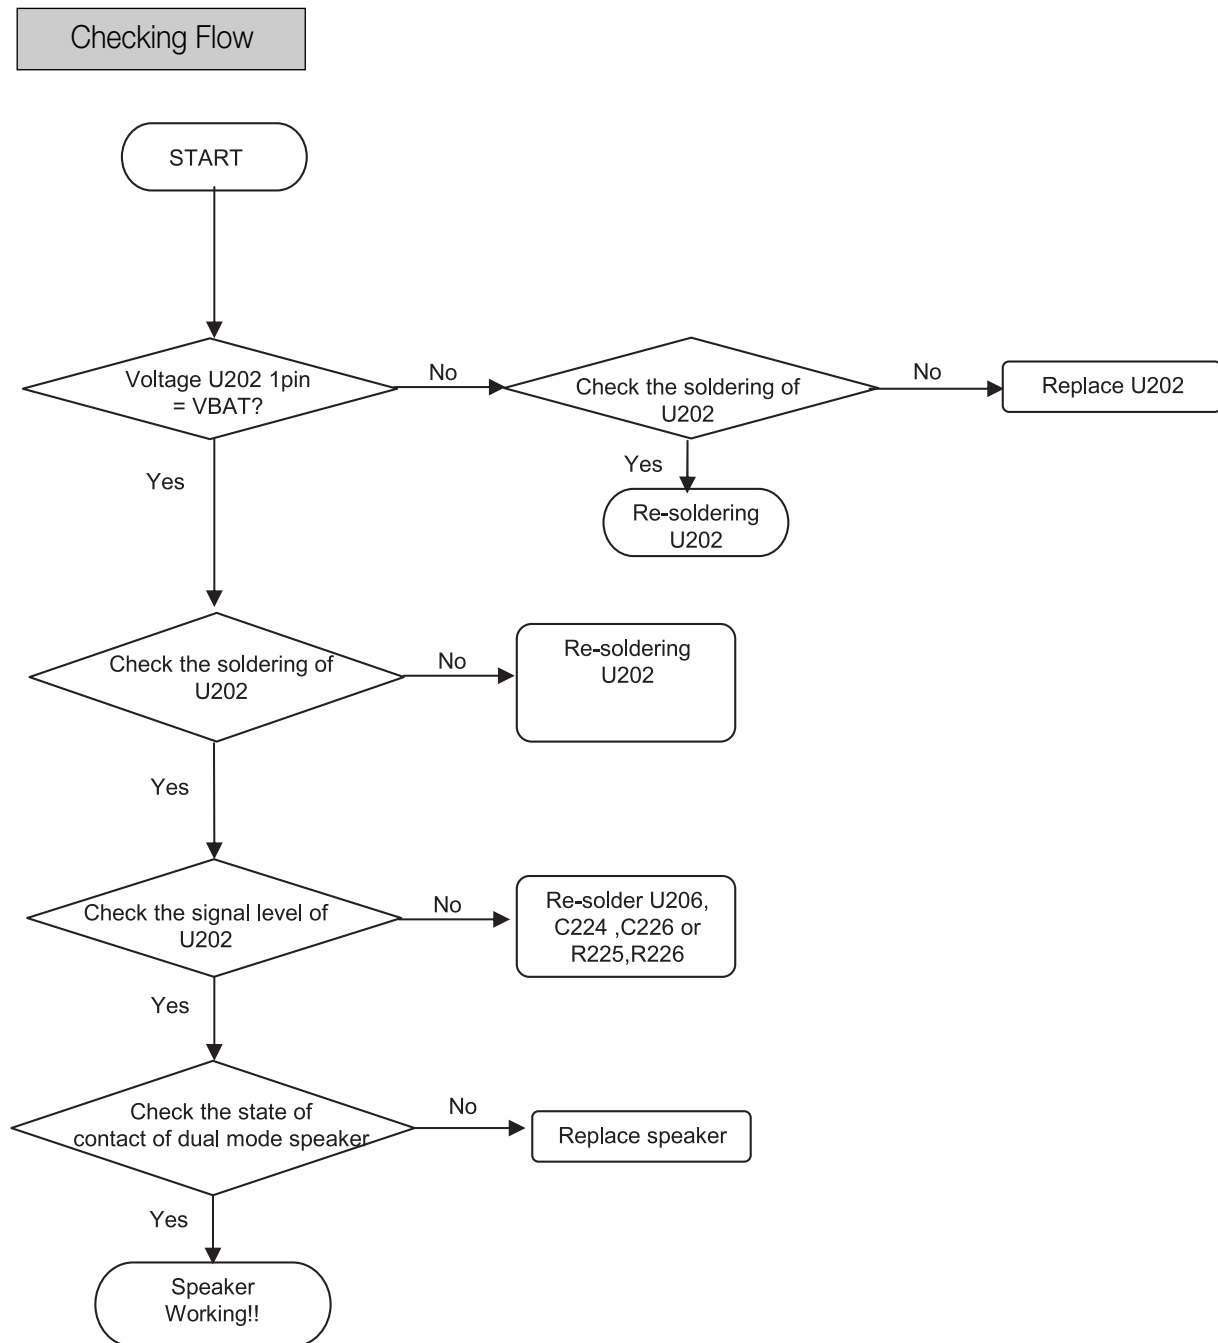 Checking Flow
START
Voltage U202 1pin
= VBAT?
No
Check the soldering of
U202
No
Replace U202
Yes
Yes
Re-soldering
U202
Check the soldering of
U202
No
Re-soldering
U202
Yes
Check the signal level of
U202
No
Re-solder U206,
C224 ,C226 or
R225,R226
Yes
Check the state of
contact of dual mode speaker
No
Replace speaker
Yes
Speaker
Working!!